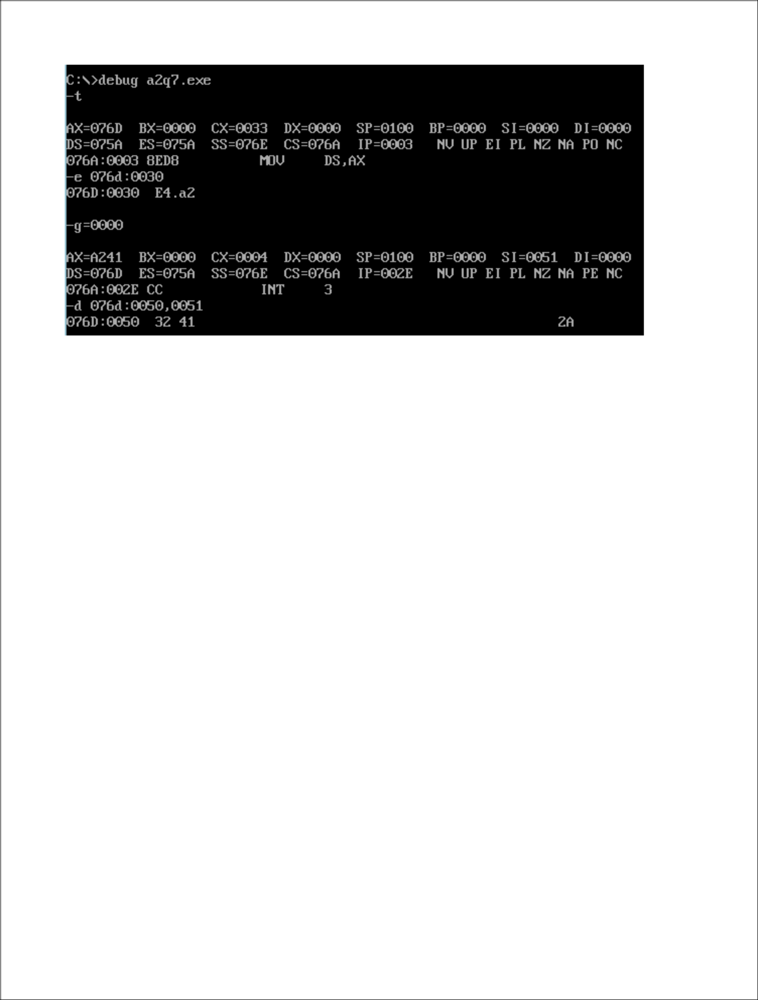 C:\>debug a2q7.exe
-t
AX=076D BX=0000 CX=0033 DX=0000 SP=0100 BP=0000 SI=0000 DI=0000
DS=075A ES=075A SS=076E CS=076A IP=0003 NV UP EI PL NZ NA PO NC
076A:0003 8ED8 MOV DS,AX
-e 076d:0030
076D:0030 E4.a2
-g=0000
AX=A241 BX=0000 CX=0004 DX=0000 SP=0100 BP=0000 SI=0051 DI=0000
DS=076D ES=075A SS=076E CS=076A IP=002E NV UP EI PL NZ NA PE NC
076A:002E CC INT 3
-d 076d:0050,0051
076D:0050 32 41 2A